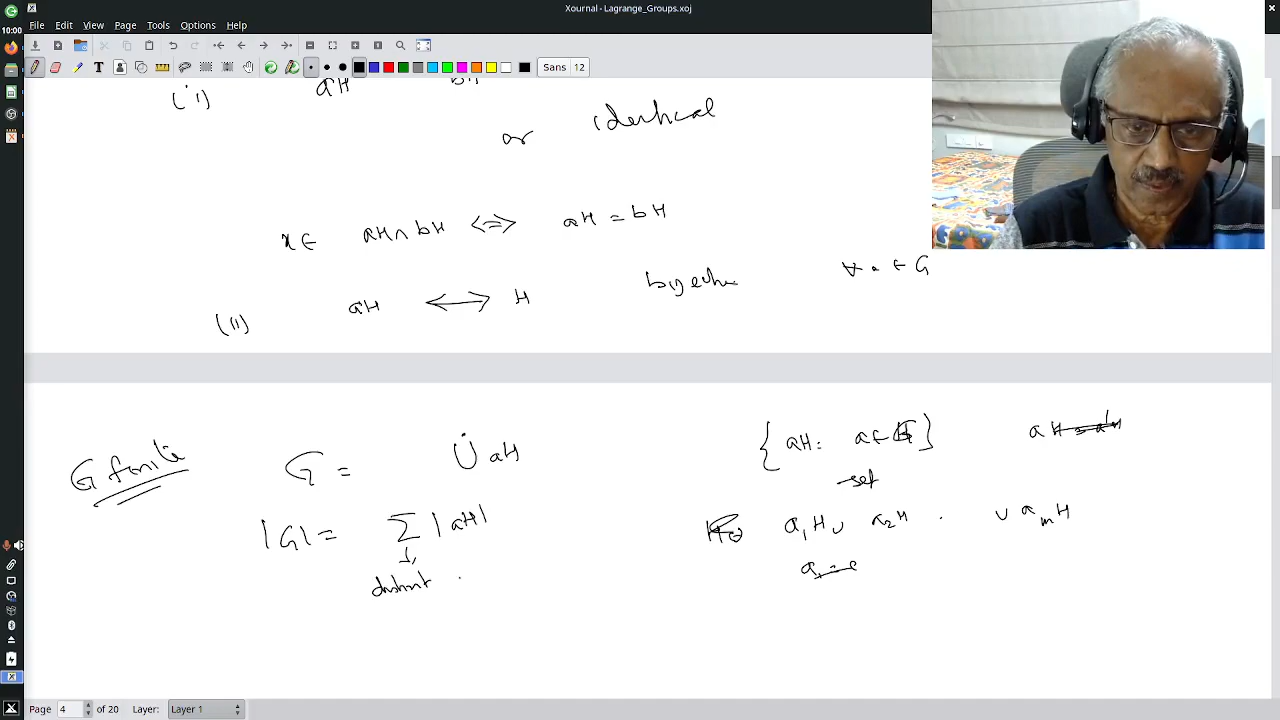 Xournal - Lagrange_Groups.xoj
10:00
File Edit View Page Tools Options Help
Sans 12
(i) aH bH
or identical
x ∈ aH ∩ bH <=> aH = bH
(ii) aH <-> H ∀ a ∈ G
G finite G = ∪̇ aH { aH : a ∈ G } a
set
|G| = Σ |aH| a₁H ∪ a₂H . ∪ aₘH
↓
distinct
Page 4 of 20 Layer: Layer 1